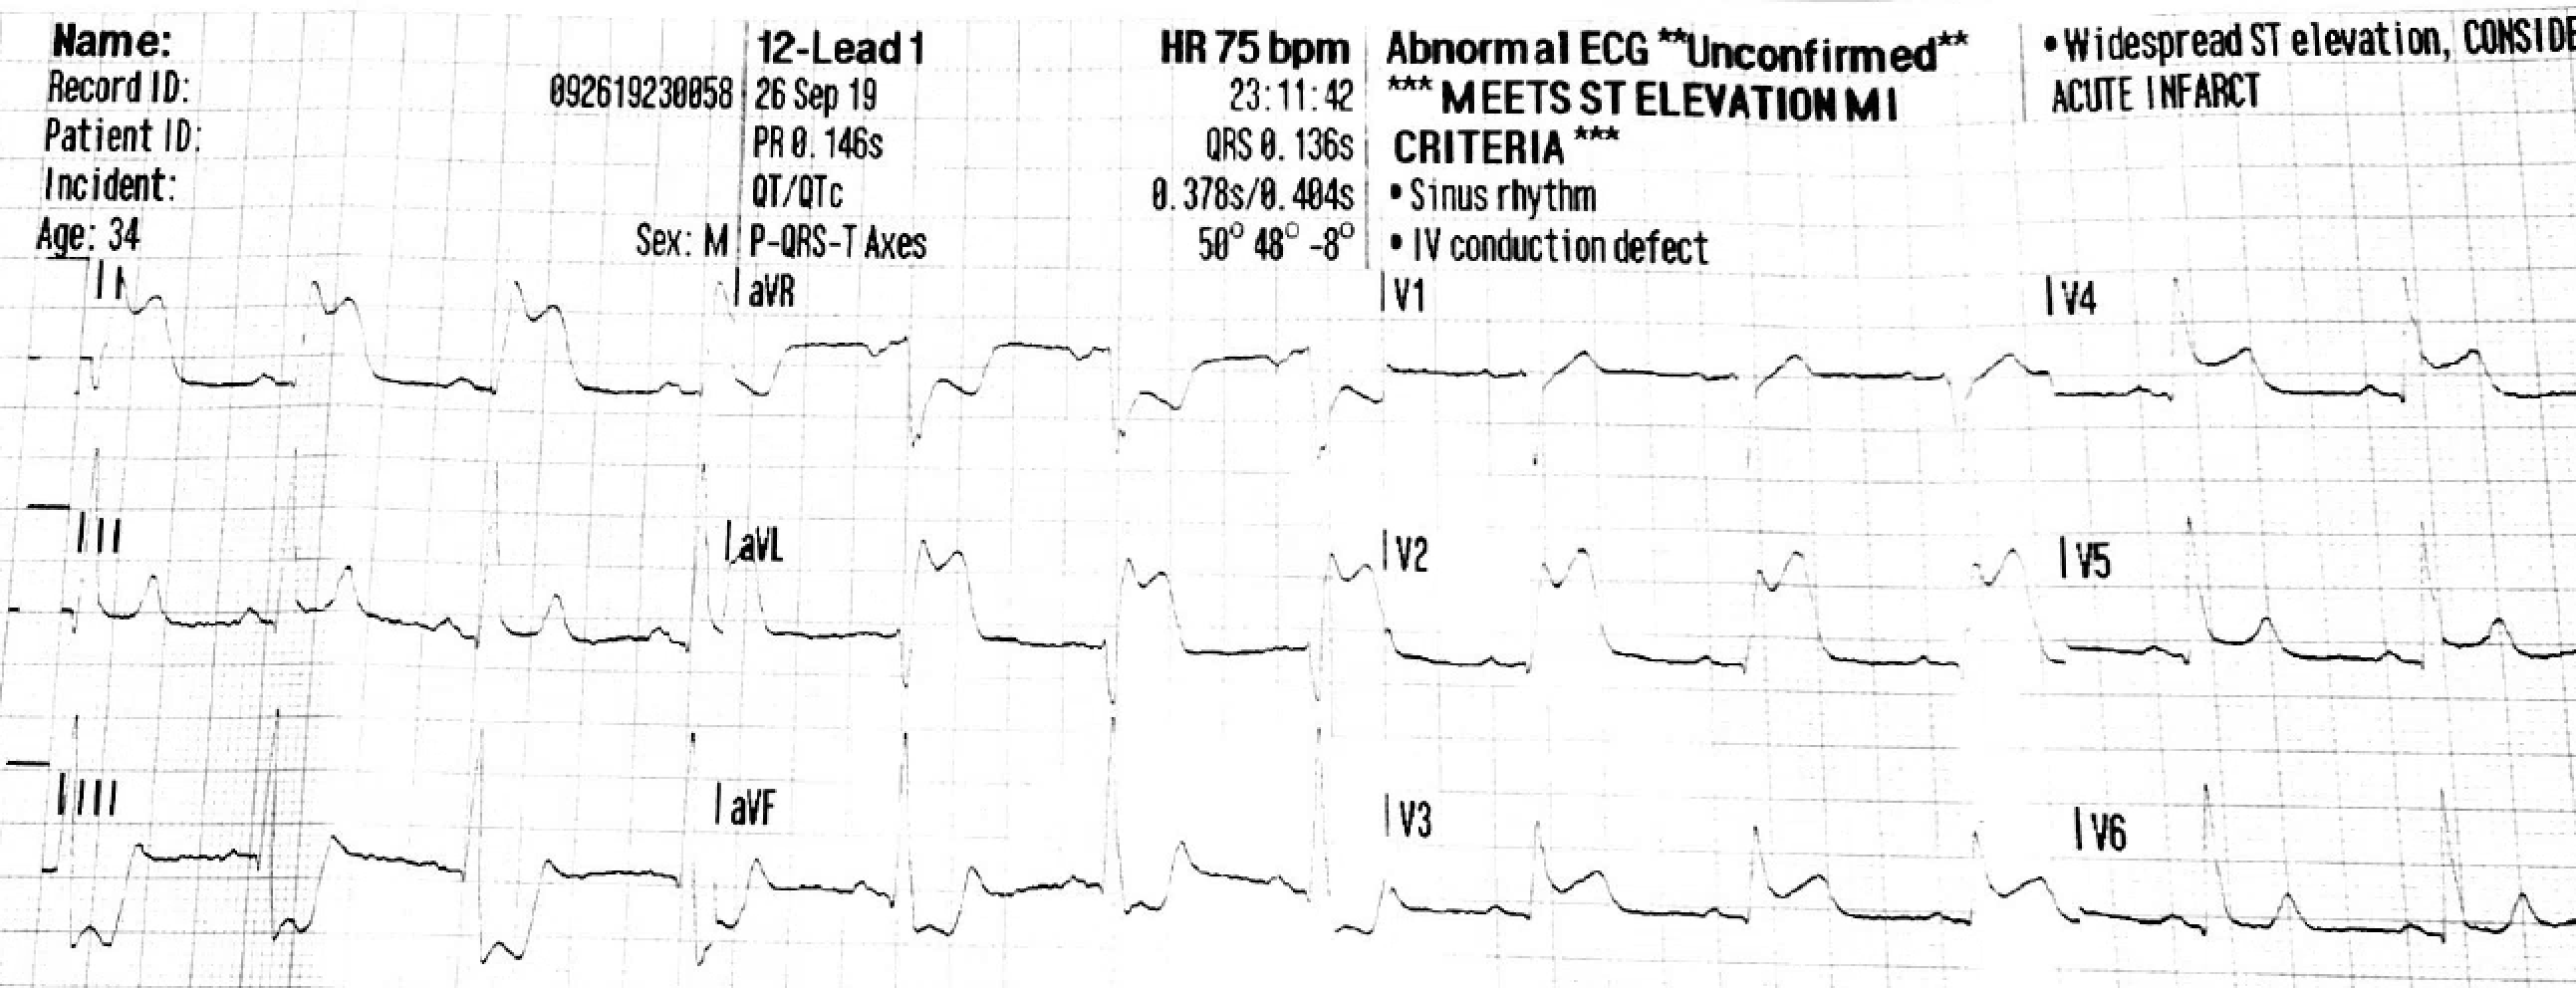 Name:
Record ID: 092619230058
Patient ID:
Incident:
Age: 34 Sex: M
12-Lead 1 HR 75 bpm
26 Sep 19 23:11:42
PR 0.146s QRS 0.136s
QT/QTc 0.378s/0.404s
P-QRS-T Axes 50° 48° -8°
Abnormal ECG **Unconfirmed**
*** MEETS ST ELEVATION MI
CRITERIA ***
• Sinus rhythm
• IV conduction defect
• Widespread ST elevation, CONSIDE
ACUTE INFARCT
I aVR V1 V4
II aVL V2 V5
III aVF V3 V6